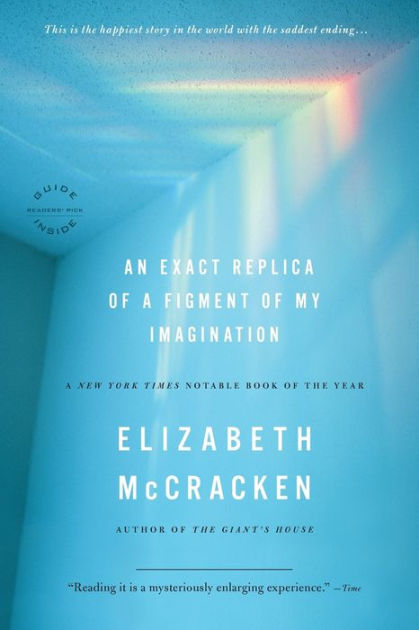 This is the happiest story in the world with the saddest ending…
GUIDE
READERS' PICK
INSIDE
AN EXACT REPLICA
OF A FIGMENT OF MY
IMAGINATION
A NEW YORK TIMES NOTABLE BOOK OF THE YEAR
ELIZABETH
McCRACKEN
AUTHOR OF THE GIANT'S HOUSE
“Reading it is a mysteriously enlarging experience.” —Time